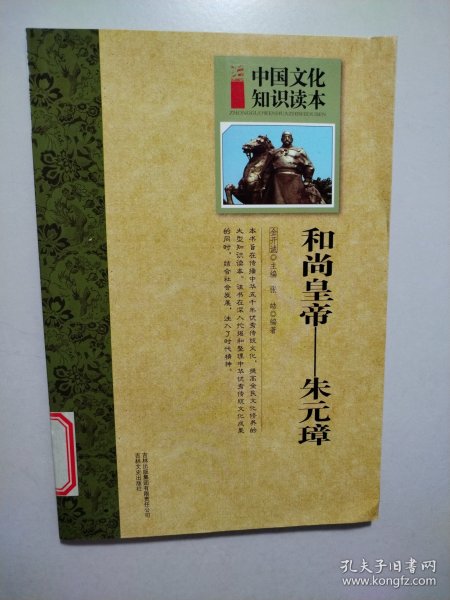 中国文化
知识读本
ZHONGGUOWENHUAZHISHIDUBEN
和尚皇帝——朱元璋
金开诚◎主编 张皓◎编著
本书旨在传播中华五千年优秀传统文化，提高全民文化修养的
大型知识读本。该书在深入挖掘和整理中华优秀传统文化成果
的同时，结合社会发展，注入了时代精神。
吉林出版集团有限责任公司
吉林文史出版社
孔夫子旧书网
www.kongfz.com